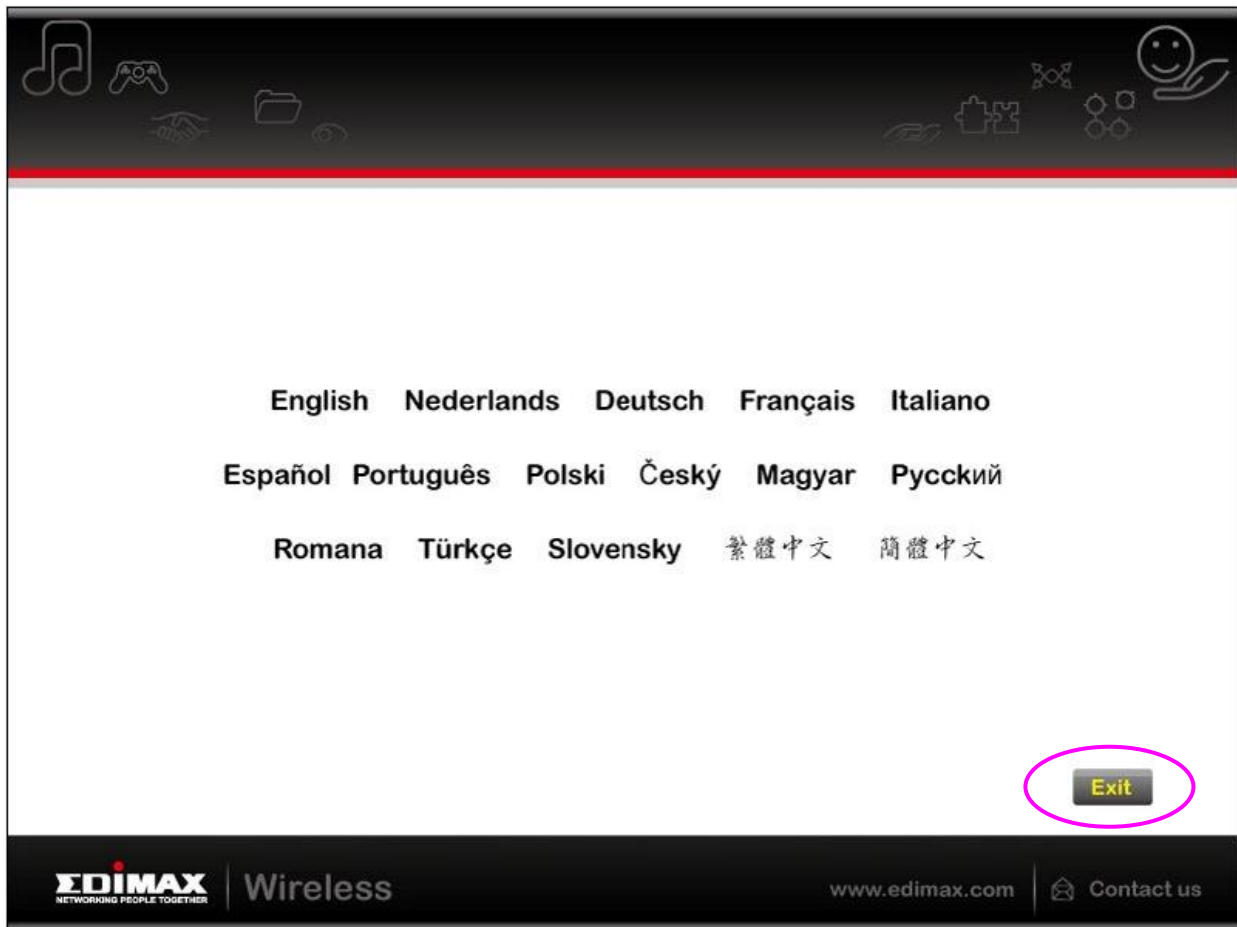 English Nederlands Deutsch Français Italiano
Español Português Polski Český Magyar Русский
Romana Türkçe Slovensky 繁體中文 簡體中文
Exit
EDIMAX
NETWORKING PEOPLE TOGETHER
Wireless
www.edimax.com
Contact us